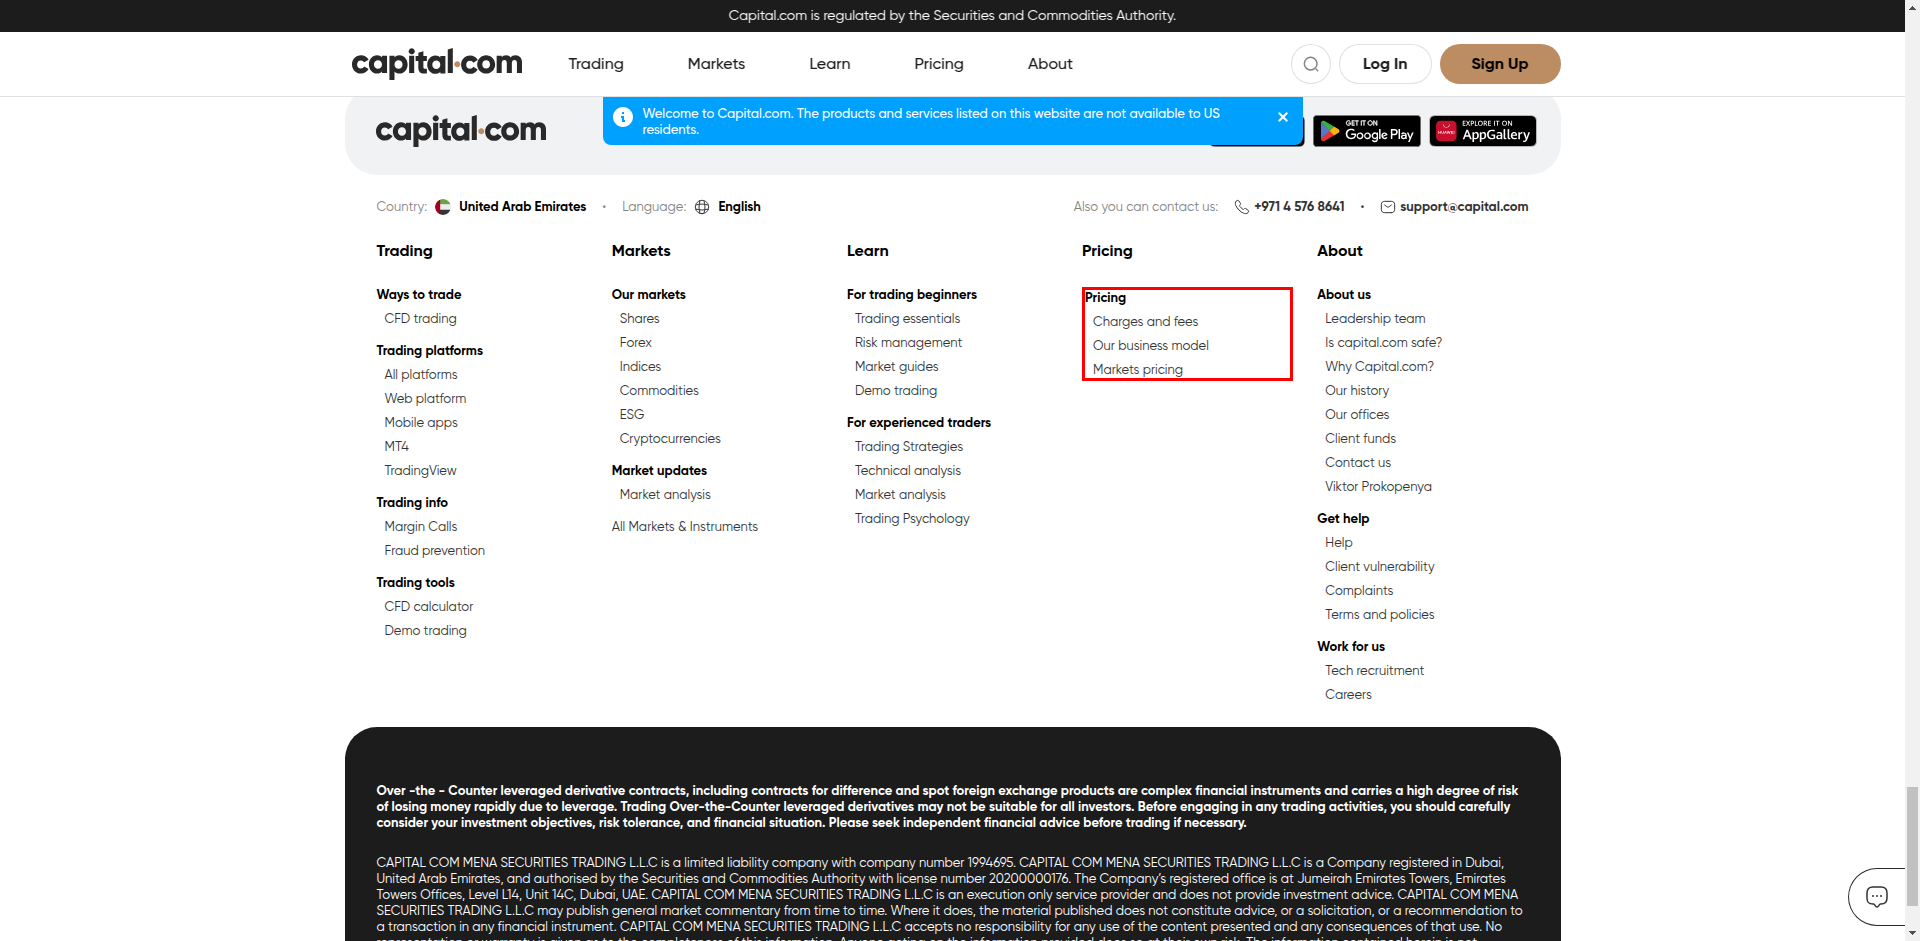 Capital.com is regulated by the Securities and Commodities Authority.
capital.com
Trading
Markets
Learn
Pricing
About
Log In
Sign Up
capital.com
Welcome to Capital.com. The products and services listed on this website are not available to US
residents.
GET IT ON
Google Play
HUAWEI
EXPLORE IT ON
AppGallery
Country: United Arab Emirates • Language: English
Also you can contact us: +971 4 576 8641 • support@capital.com
Trading
Ways to trade
CFD trading
Trading platforms
All platforms
Web platform
Mobile apps
MT4
TradingView
Trading info
Margin Calls
Fraud prevention
Trading tools
CFD calculator
Demo trading
Markets
Our markets
Shares
Forex
Indices
Commodities
ESG
Cryptocurrencies
Market updates
Market analysis
All Markets & Instruments
Learn
For trading beginners
Trading essentials
Risk management
Market guides
Demo trading
For experienced traders
Trading Strategies
Technical analysis
Market analysis
Trading Psychology
Pricing
Pricing
Charges and fees
Our business model
Markets pricing
About
About us
Leadership team
Is capital.com safe?
Why Capital.com?
Our history
Our offices
Client funds
Contact us
Viktor Prokopenya
Get help
Help
Client vulnerability
Complaints
Terms and policies
Work for us
Tech recruitment
Careers
Over -the - Counter leveraged derivative contracts, including contracts for difference and spot foreign exchange products are complex financial instruments and carries a high degree of risk
of losing money rapidly due to leverage. Trading Over-the-Counter leveraged derivatives may not be suitable for all investors. Before engaging in any trading activities, you should carefully
consider your investment objectives, risk tolerance, and financial situation. Please seek independent financial advice before trading if necessary.
CAPITAL COM MENA SECURITIES TRADING L.L.C is a limited liability company with company number 1994695. CAPITAL COM MENA SECURITIES TRADING L.L.C is a Company registered in Dubai,
United Arab Emirates, and authorised by the Securities and Commodities Authority with license number 20200000176. The Company's registered office is at Jumeirah Emirates Towers, Emirates
Towers Offices, Level L14, Unit 14C, Dubai, UAE. CAPITAL COM MENA SECURITIES TRADING L.L.C is an execution only service provider and does not provide investment advice. CAPITAL COM MENA
SECURITIES TRADING L.L.C may publish general market commentary from time to time. Where it does, the material published does not constitute advice, or a solicitation, or a recommendation to
a transaction in any financial instrument. CAPITAL COM MENA SECURITIES TRADING L.L.C accepts no responsibility for any use of the content presented and any consequences of that use. No